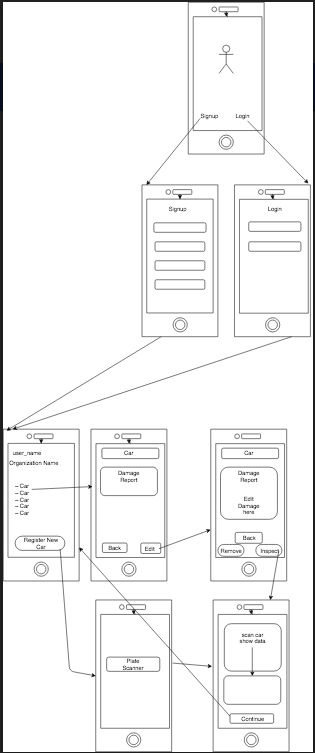 Signup
Login
Signup
Login
user_name
Organization Name
– Car
– Car
– Car
– Car
– Car
Register New
Car
Car
Damage
Report
Back
Edit
Car
Damage
Report
Edit
Damage
here
Back
Remove
Inspect
Plate
Scanner
scan car
show data
Continue